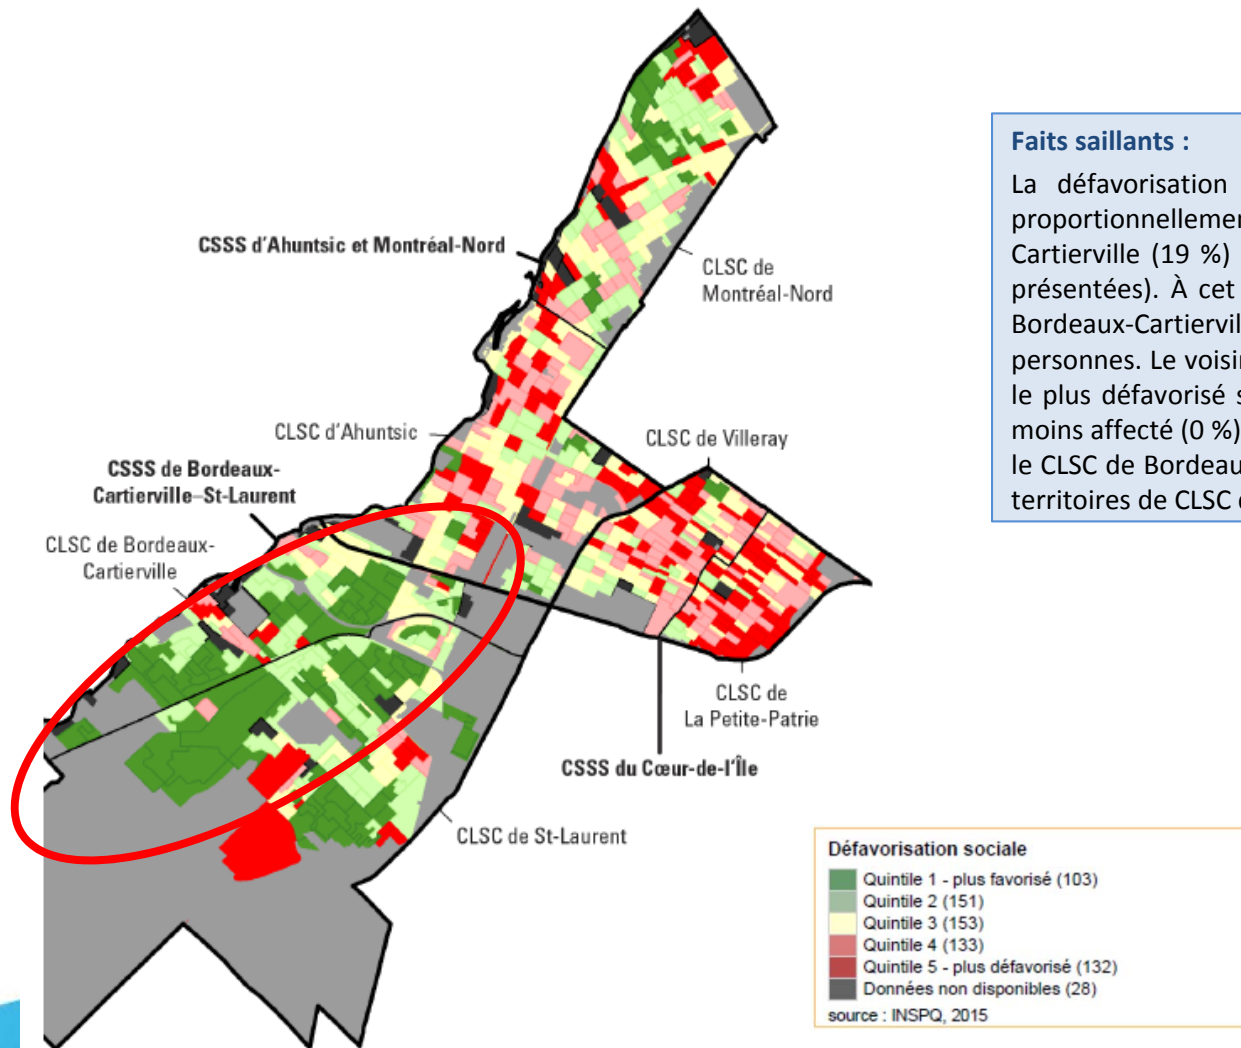 CSSS d'Ahuntsic et Montréal-Nord
CLSC de
Montréal-Nord
CLSC d'Ahuntsic
CLSC de Villeray
CSSS de Bordeaux-
Cartierville–St-Laurent
CLSC de Bordeaux-
Cartierville
CLSC de
La Petite-Patrie
CSSS du Cœur-de-l'Île
CLSC de St-Laurent
Faits saillants :
La défavorisation
proportionnellemen
Cartierville (19 %)
présentées). À cet
Bordeaux-Cartiervil
personnes. Le voisin
le plus défavorisé s
moins affecté (0 %)
le CLSC de Bordeau
territoires de CLSC
Défavorisation sociale
Quintile 1 - plus favorisé (103)
Quintile 2 (151)
Quintile 3 (153)
Quintile 4 (133)
Quintile 5 - plus défavorisé (132)
Données non disponibles (28)
source : INSPQ, 2015